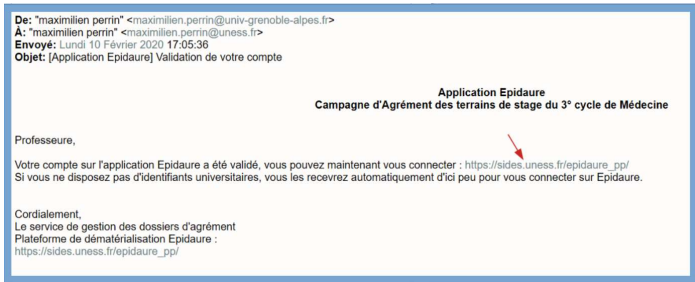 De: "maximilien perrin" <maximilien.perrin@univ-grenoble-alpes.fr>
À: "maximilien perrin" <maximilien.perrin@uness.fr>
Envoyé: Lundi 10 Février 2020 17:05:36
Objet: [Application Epidaure] Validation de votre compte
Application Epidaure
Campagne d'Agrément des terrains de stage du 3° cycle de Médecine
Professeure,
Votre compte sur l'application Epidaure a été validé, vous pouvez maintenant vous connecter : https://sides.uness.fr/epidaure_pp/
Si vous ne disposez pas d'identifiants universitaires, vous les recevrez automatiquement d'ici peu pour vous connecter sur Epidaure.
Cordialement,
Le service de gestion des dossiers d'agrément
Plateforme de dématérialisation Epidaure :
https://sides.uness.fr/epidaure_pp/